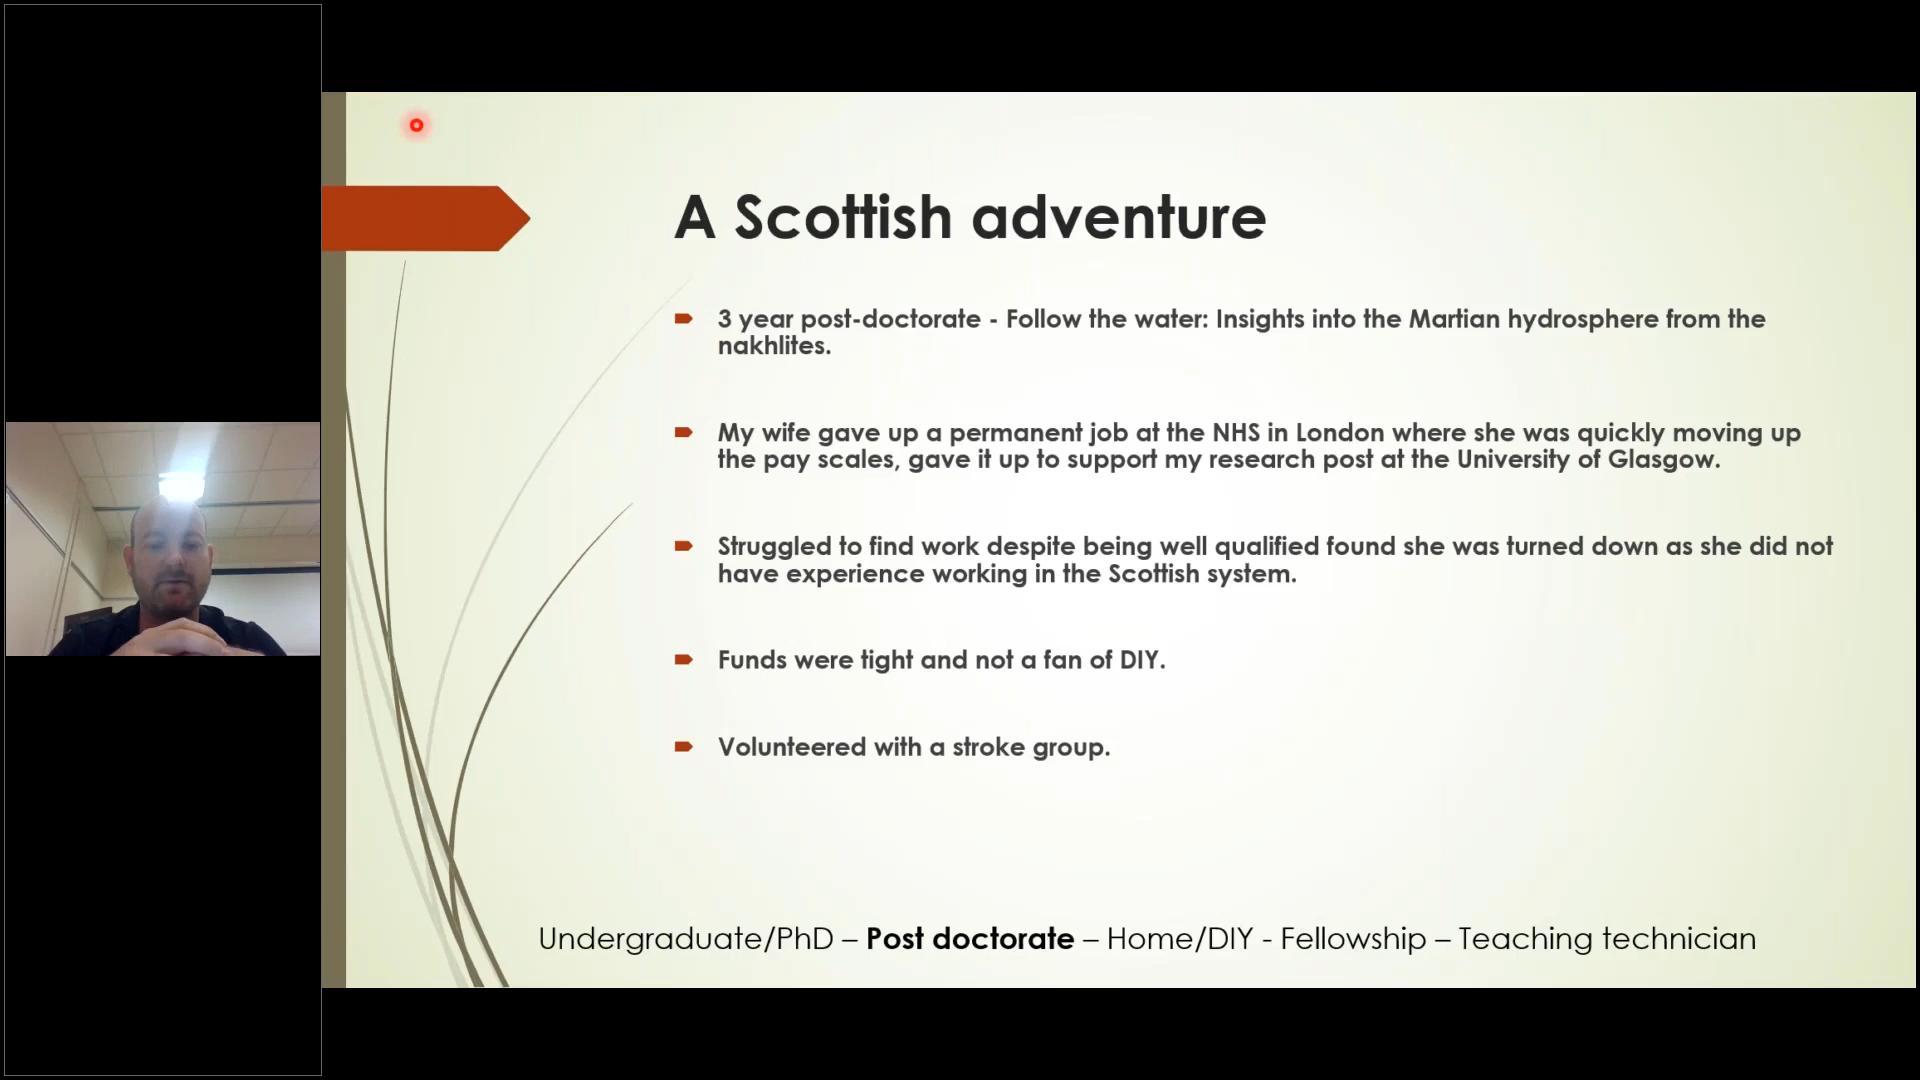 A Scottish adventure
3 year post-doctorate - Follow the water: Insights into the Martian hydrosphere from the
nakhlites.
My wife gave up a permanent job at the NHS in London where she was quickly moving up
the pay scales, gave it up to support my research post at the University of Glasgow.
Struggled to find work despite being well qualified found she was turned down as she did not
have experience working in the Scottish system.
Funds were tight and not a fan of DIY.
Volunteered with a stroke group.
Undergraduate/PhD – Post doctorate – Home/DIY - Fellowship – Teaching technician